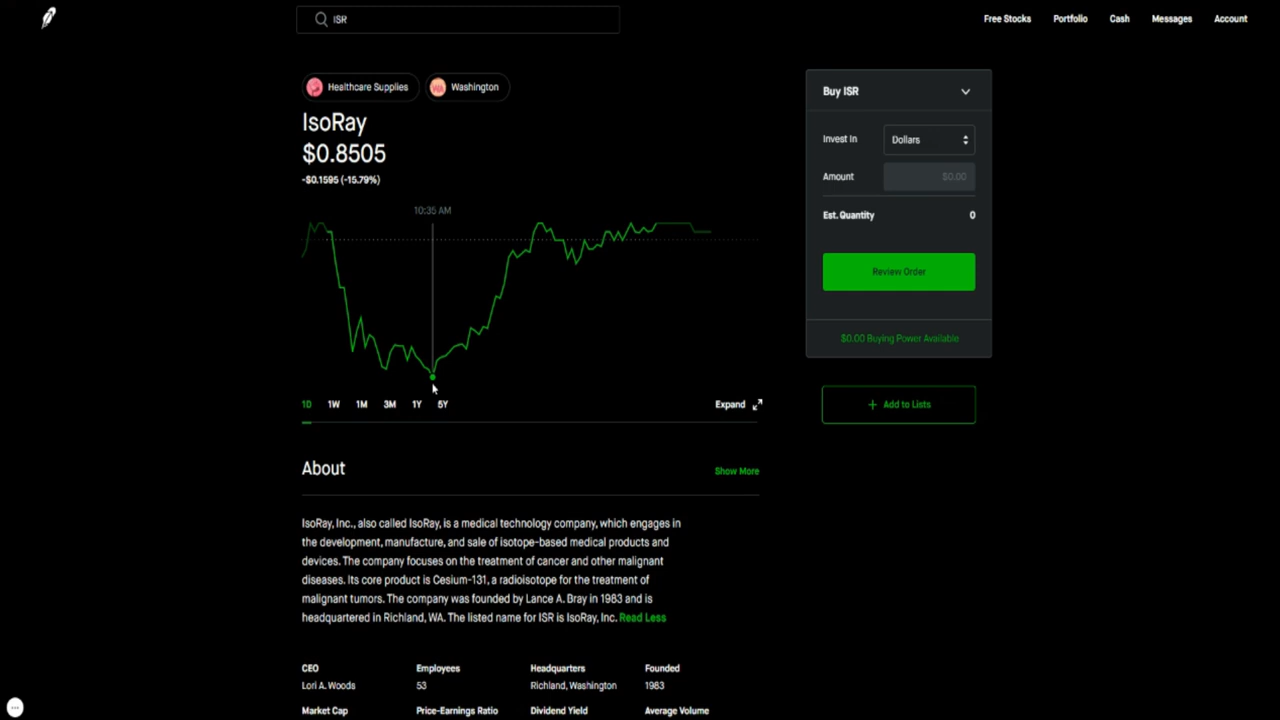 ISR
Free Stocks
Portfolio
Cash
Messages
Account
Healthcare Supplies
WA
Washington
IsoRay
$0.8505
-$0.1595 (-15.79%)
10:35 AM
1D
1W
1M
3M
1Y
5Y
Expand
Buy ISR
Invest In
Dollars
Amount
$0.00
Est. Quantity
0
Review Order
$0.00 Buying Power Available
+ Add to Lists
About
Show More
IsoRay, Inc., also called IsoRay, is a medical technology company, which engages in
the development, manufacture, and sale of isotope-based medical products and
devices. The company focuses on the treatment of cancer and other malignant
diseases. Its core product is Cesium-131, a radioisotope for the treatment of
malignant tumors. The company was founded by Lance A. Bray in 1983 and is
headquartered in Richland, WA. The listed name for ISR is IsoRay, Inc. Read Less
CEO
Employees
Headquarters
Founded
Lori A. Woods
53
Richland, Washington
1983
Market Cap
Price-Earnings Ratio
Dividend Yield
Average Volume